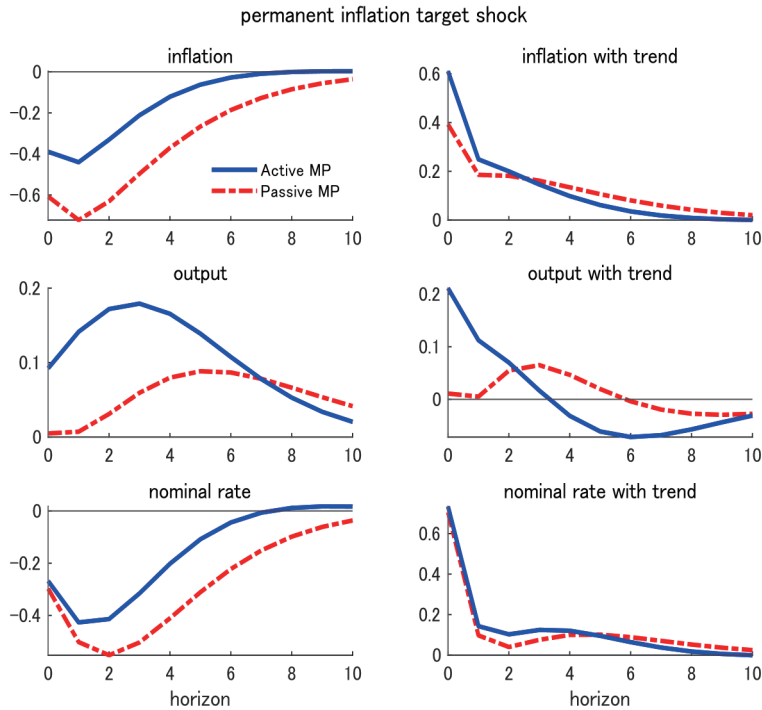 permanent inflation target shock
inflation
0
-0.2
-0.4
-0.6
0 2 4 6 8 10
Active MP
Passive MP
inflation with trend
0.6
0.4
0.2
0
0 2 4 6 8 10
output
0.2
0.1
0
0 2 4 6 8 10
output with trend
0.2
0.1
0
0 2 4 6 8 10
nominal rate
0
-0.2
-0.4
0 2 4 6 8 10
horizon
nominal rate with trend
0.6
0.4
0.2
0
0 2 4 6 8 10
horizon